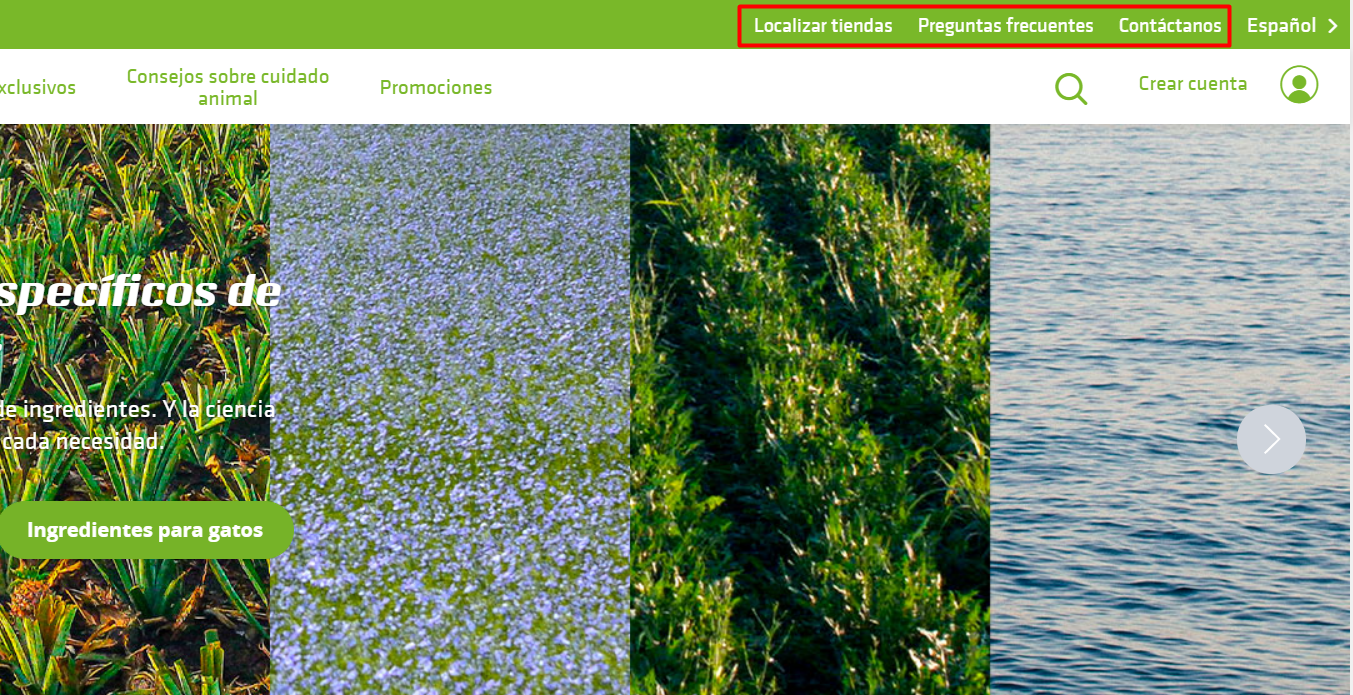 Localizar tiendas Preguntas frecuentes Contáctanos Español
xclusivos
Consejos sobre cuidado
animal
Promociones
Crear cuenta
specíficos de
de ingredientes. Y la ciencia
cada necesidad.
Ingredientes para gatos